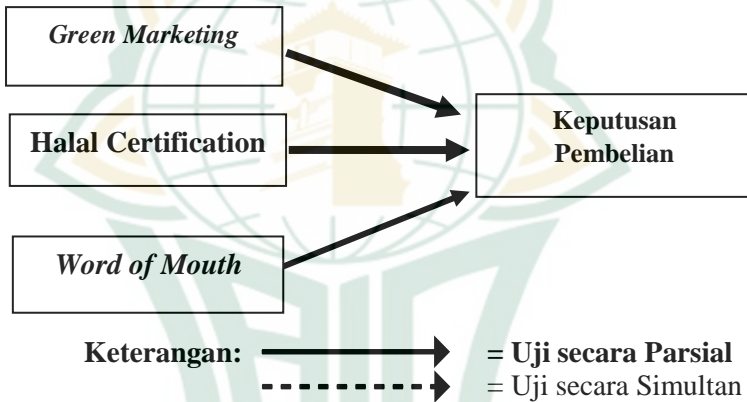 Green Marketing
Halal Certification
Keputusan
Pembelian
Word of Mouth
Keterangan:
= Uji secara Parsial
= Uji secara Simultan